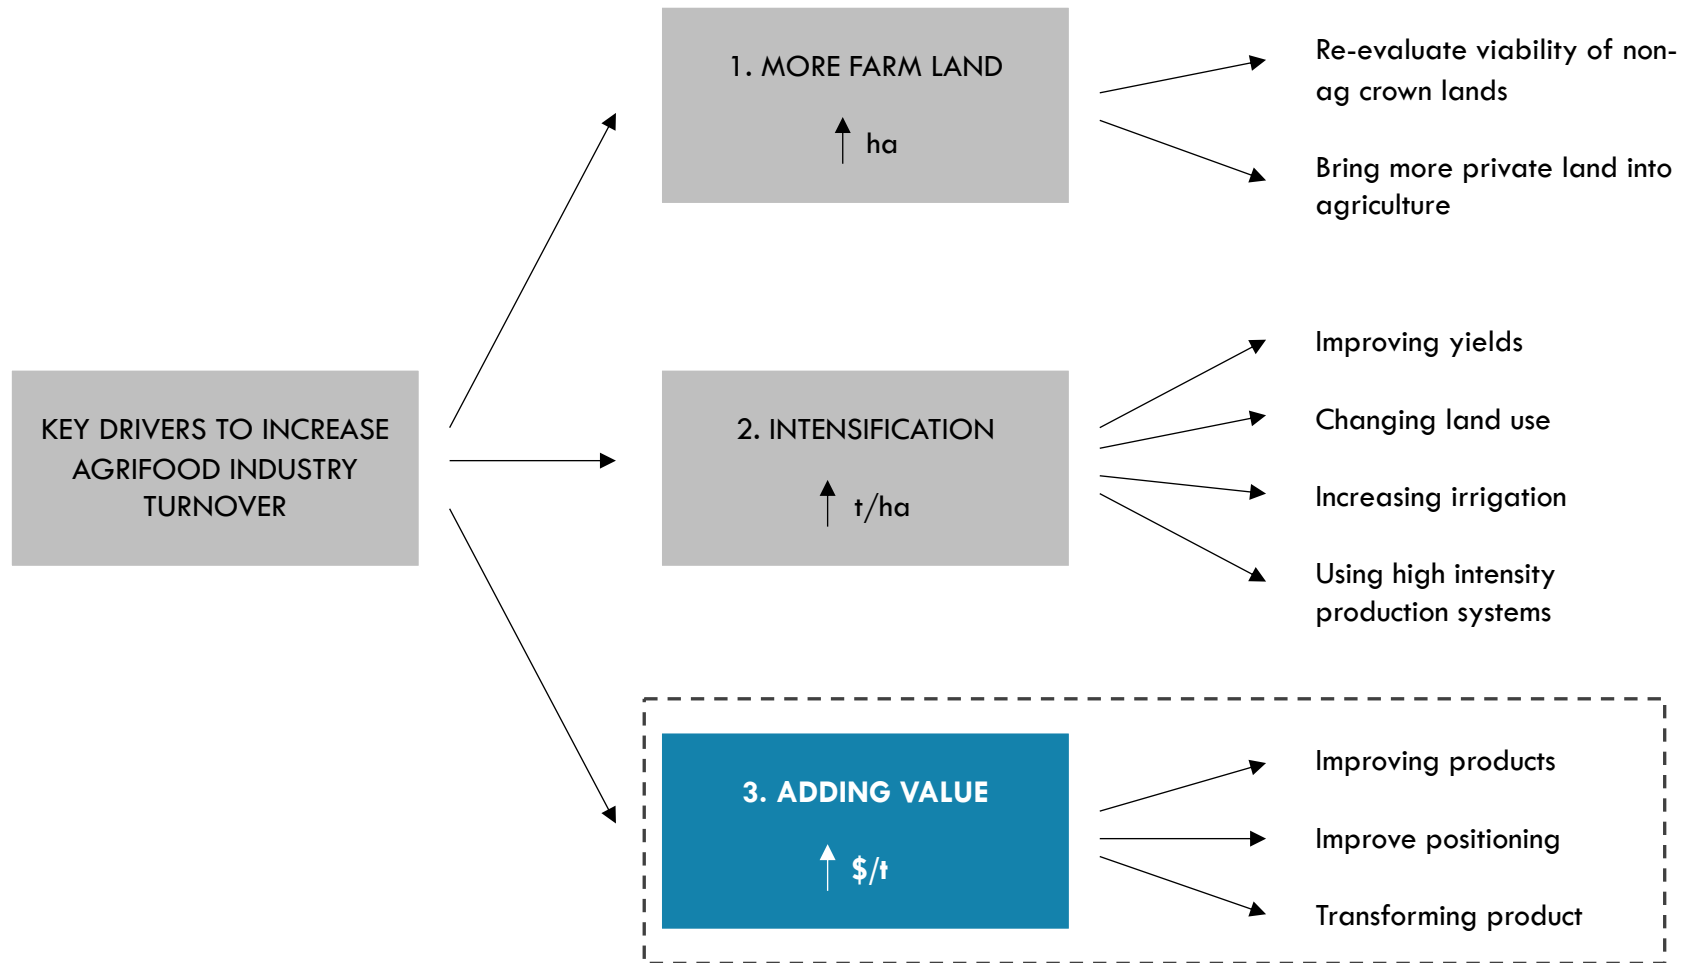 KEY DRIVERS TO INCREASE
AGRIFOOD INDUSTRY
TURNOVER
1. MORE FARM LAND
ha
Re-evaluate viability of non-
ag crown lands
Bring more private land into
agriculture
2. INTENSIFICATION
t/ha
Improving yields
Changing land use
Increasing irrigation
Using high intensity
production systems
3. ADDING VALUE
$/t
Improving products
Improve positioning
Transforming product